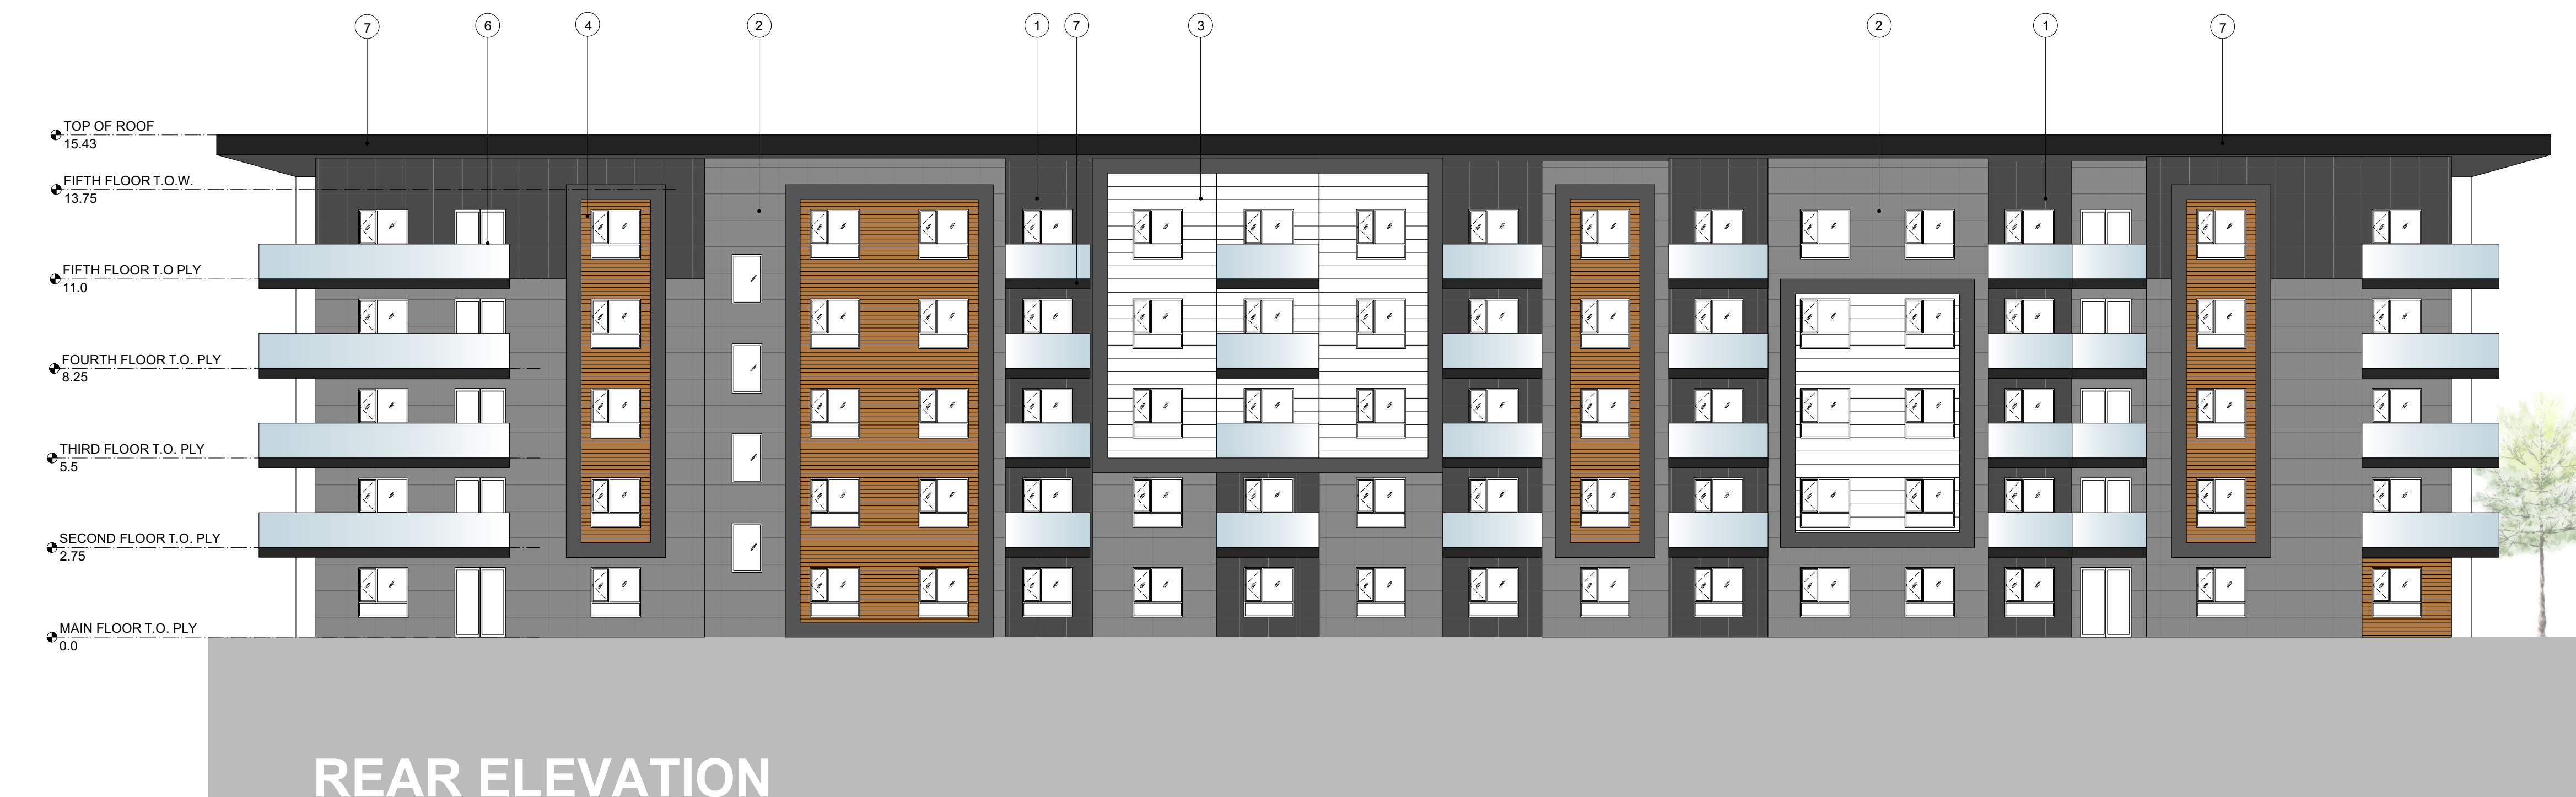 7 6 4 2 1 7 3 2 1 7
TOP OF ROOF
15.43
FIFTH FLOOR T.O.W.
13.75
FIFTH FLOOR T.O PLY
11.0
FOURTH FLOOR T.O. PLY
8.25
THIRD FLOOR T.O. PLY
5.5
SECOND FLOOR T.O. PLY
2.75
MAIN FLOOR T.O. PLY
0.0
REAR ELEVATION